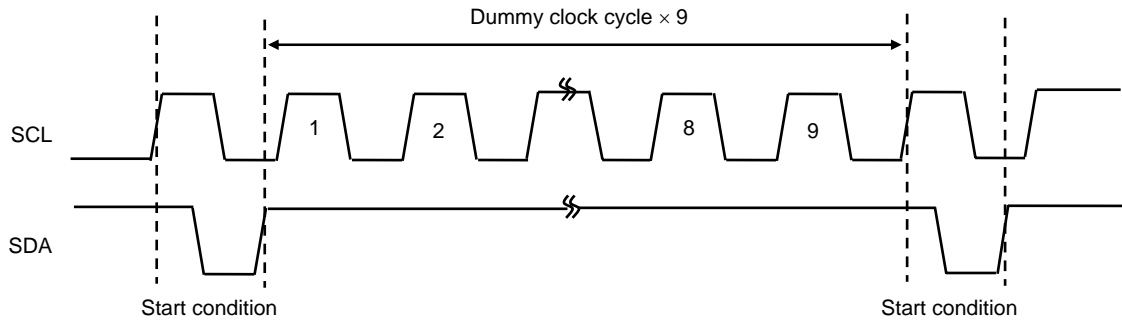 Dummy clock cycle × 9
SCL
1
2
8
9
SDA
Start condition
Start condition